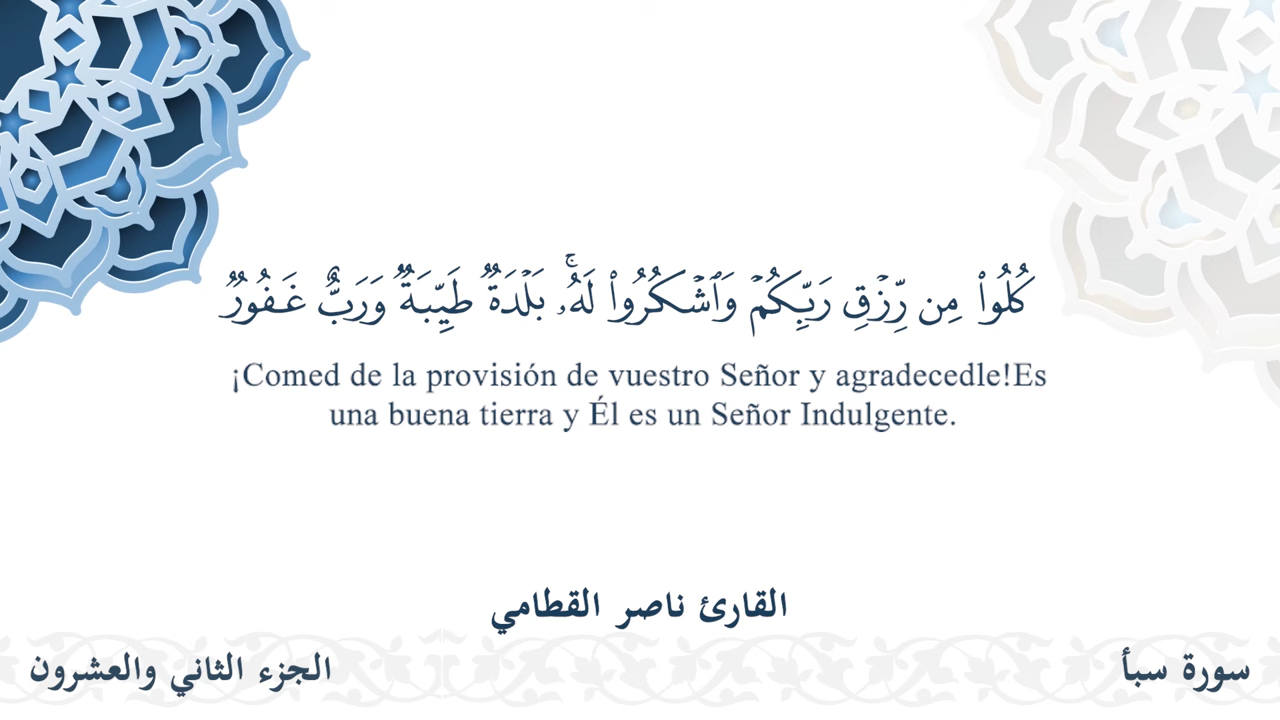 كُلُوا۟ مِن رِّزْقِ رَبِّكُمْ وَٱشْكُرُوا۟ لَهُۥ ۚ بَلْدَةٌ طَيِّبَةٌ وَرَبٌّ غَفُورٌ
¡Comed de la provisión de vuestro Señor y agradecedle!Es
una buena tierra y Él es un Señor Indulgente.
القارئ ناصر القطامي
سورة سبأ
الجزء الثاني والعشرون